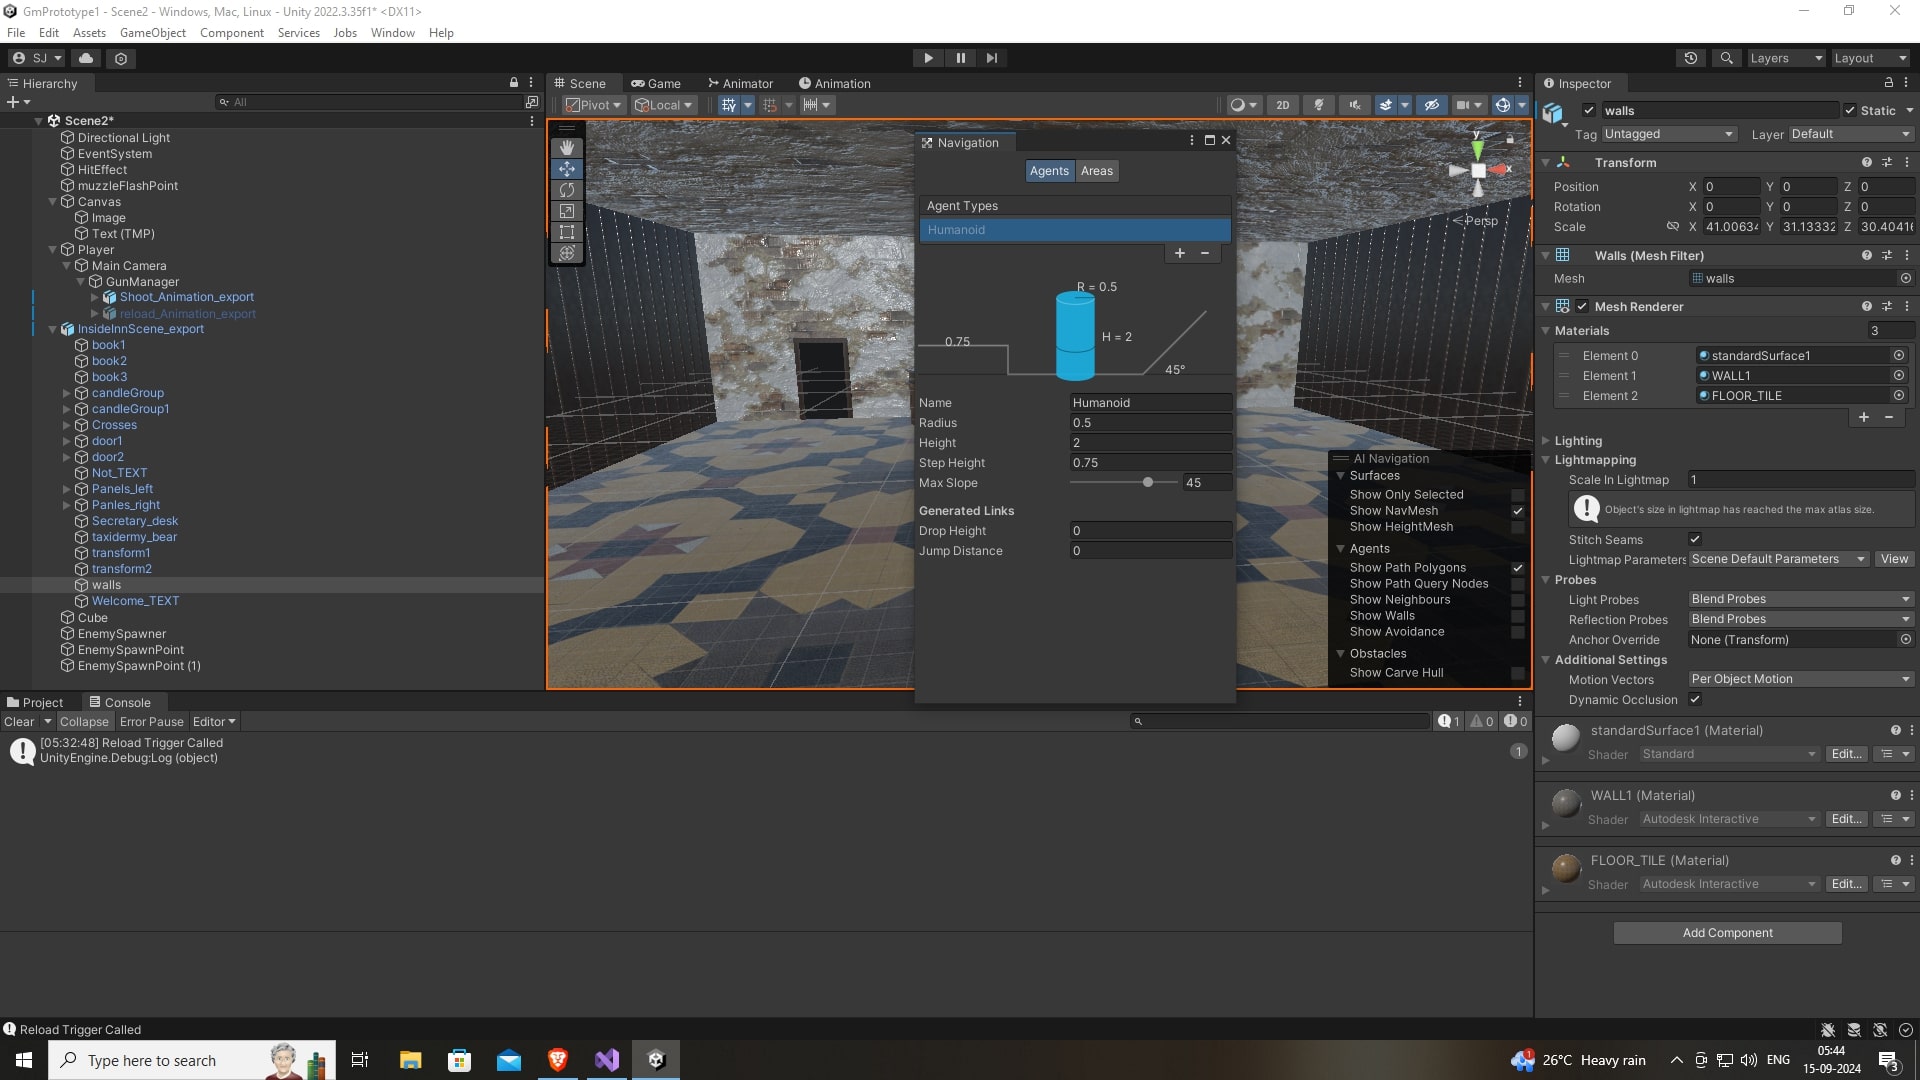 GmPrototype1 - Scene2 - Windows, Mac, Linux - Unity 2022.3.35f1* <DX11>
File Edit Assets GameObject Component Services Jobs Window Help
SJ
Layers Layout
Hierarchy
All
Scene2*
Directional Light
EventSystem
HitEffect
muzzleFlashPoint
Canvas
Image
Text (TMP)
Player
Main Camera
GunManager
Shoot_Animation_export
reload_Animation_export
InsideInnScene_export
book1
book2
book3
candleGroup
candleGroup1
Crosses
door1
door2
Not_TEXT
Panels_left
Panles_right
Secretary_desk
taxidermy_bear
transform1
transform2
walls
Welcome_TEXT
Cube
EnemySpawner
EnemySpawnPoint
EnemySpawnPoint (1)
Scene Game Animator Animation
Pivot Local 2D
y
x
Persp
Navigation
Agents Areas
Agent Types
Humanoid
R = 0.5
0.75
H = 2
45°
Name Humanoid
Radius 0.5
Height 2
Step Height 0.75
Max Slope 45
Generated Links
Drop Height 0
Jump Distance 0
AI Navigation
Surfaces
Show Only Selected
Show NavMesh
Show HeightMesh
Agents
Show Path Polygons
Show Path Query Nodes
Show Neighbours
Show Walls
Show Avoidance
Obstacles
Show Carve Hull
Inspector
walls Static
Tag Untagged Layer Default
Transform
Position X 0 Y 0 Z 0
Rotation X 0 Y 0 Z 0
Scale X 41.00634 Y 31.13332 Z 30.40416
Walls (Mesh Filter)
Mesh walls
Mesh Renderer
Materials 3
Element 0 standardSurface1
Element 1 WALL1
Element 2 FLOOR_TILE
Lighting
Lightmapping
Scale In Lightmap 1
Object's size in lightmap has reached the max atlas size.
Stitch Seams
Lightmap Parameters Scene Default Parameters View
Probes
Light Probes Blend Probes
Reflection Probes Blend Probes
Anchor Override None (Transform)
Additional Settings
Motion Vectors Per Object Motion
Dynamic Occlusion
standardSurface1 (Material)
Shader Standard Edit...
WALL1 (Material)
Shader Autodesk Interactive Edit...
FLOOR_TILE (Material)
Shader Autodesk Interactive Edit...
Add Component
Project Console
Clear Collapse Error Pause Editor
1 0 0
[05:32:48] Reload Trigger Called
UnityEngine.Debug:Log (object)
1
Reload Trigger Called
Type here to search
1
26°C Heavy rain
ENG
05:44
15-09-2024
3